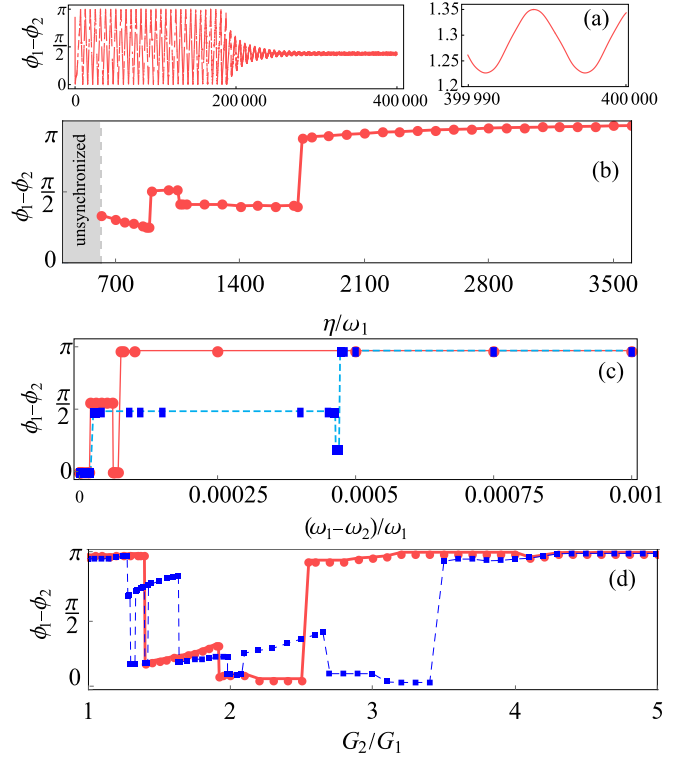 π
π/2
0
ϕ₁–ϕ₂
0
200 000
400 000
(a)
1.35
1.3
1.25
1.2
399 990
400 000
π
π/2
0
ϕ₁–ϕ₂
unsynchronized
(b)
700
1400
2100
2800
3500
η/ω₁
π
π/2
0
ϕ₁–ϕ₂
(c)
0
0.00025
0.0005
0.00075
0.001
(ω₁–ω₂)/ω₁
π
π/2
0
ϕ₁–ϕ₂
(d)
1
2
3
4
5
G₂/G₁